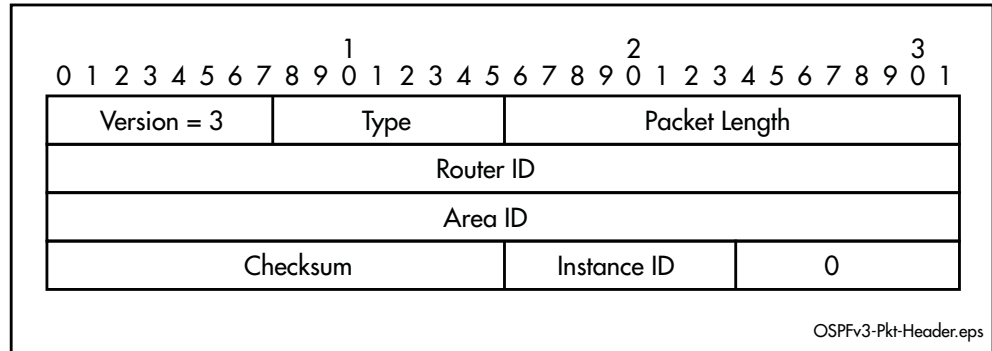 1 2 3
0 1 2 3 4 5 6 7 8 9 0 1 2 3 4 5 6 7 8 9 0 1 2 3 4 5 6 7 8 9 0 1
Version = 3 Type Packet Length
Router ID
Area ID
Checksum Instance ID 0
OSPFv3-Pkt-Header.eps